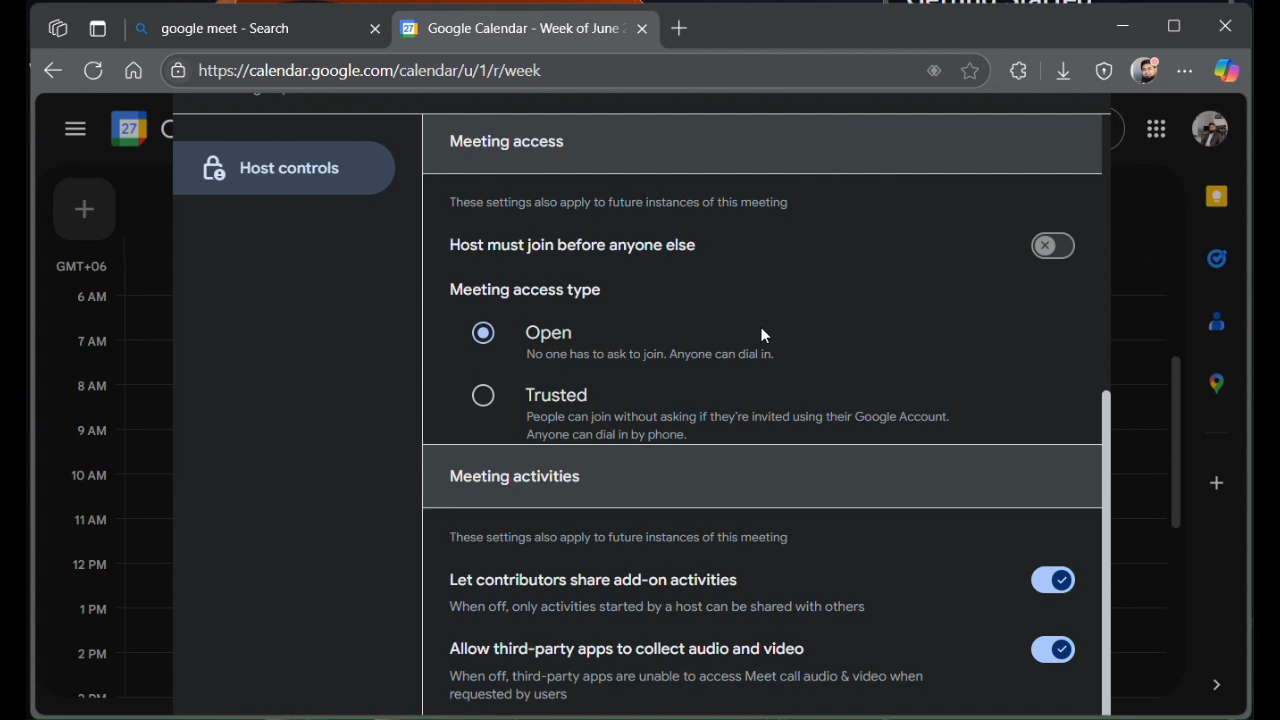 google meet - Search
Google Calendar - Week of June 2
https://calendar.google.com/calendar/u/1/r/week
27
Host controls
Meeting access
These settings also apply to future instances of this meeting
Host must join before anyone else
Meeting access type
Open
No one has to ask to join. Anyone can dial in.
Trusted
People can join without asking if they're invited using their Google Account.
Anyone can dial in by phone.
Meeting activities
These settings also apply to future instances of this meeting
Let contributors share add-on activities
When off, only activities started by a host can be shared with others
Allow third-party apps to collect audio and video
When off, third-party apps are unable to access Meet call audio & video when
requested by users
GMT+06
6 AM
7 AM
8 AM
9 AM
10 AM
11 AM
12 PM
1 PM
2 PM
3 PM